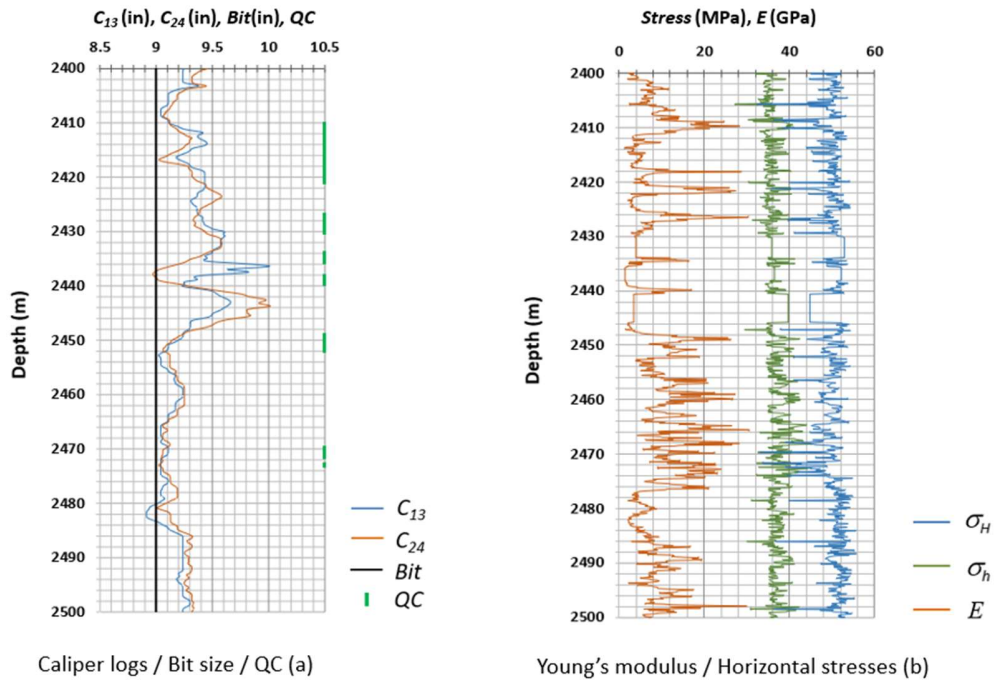 C13 (in), C24 (in), Bit(in), QC
8.5 9 9.5 10 10.5
2400
2410
2420
2430
2440
2450
2460
2470
2480
2490
2500
Depth (m)
C13
C24
Bit
QC
Caliper logs / Bit size / QC (a)
Stress (MPa), E (GPa)
0 20 40 60
2400
2410
2420
2430
2440
2450
2460
2470
2480
2490
2500
Depth (m)
σH
σh
E
Young's modulus / Horizontal stresses (b)